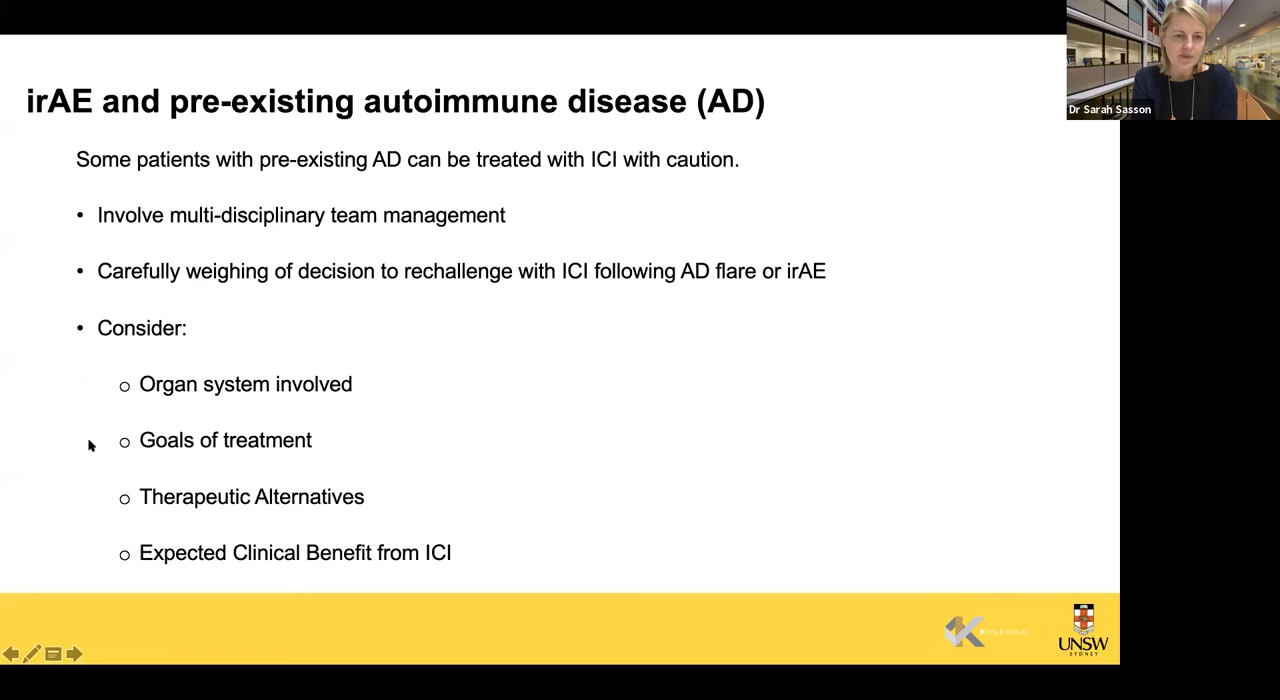 Dr Sarah Sasson
irAE and pre-existing autoimmune disease (AD)
Some patients with pre-existing AD can be treated with ICI with caution.
• Involve multi-disciplinary team management
• Carefully weighing of decision to rechallenge with ICI following AD flare or irAE
• Consider:
o Organ system involved
o Goals of treatment
o Therapeutic Alternatives
o Expected Clinical Benefit from ICI
Kirby Institute
UNSW
SYDNEY